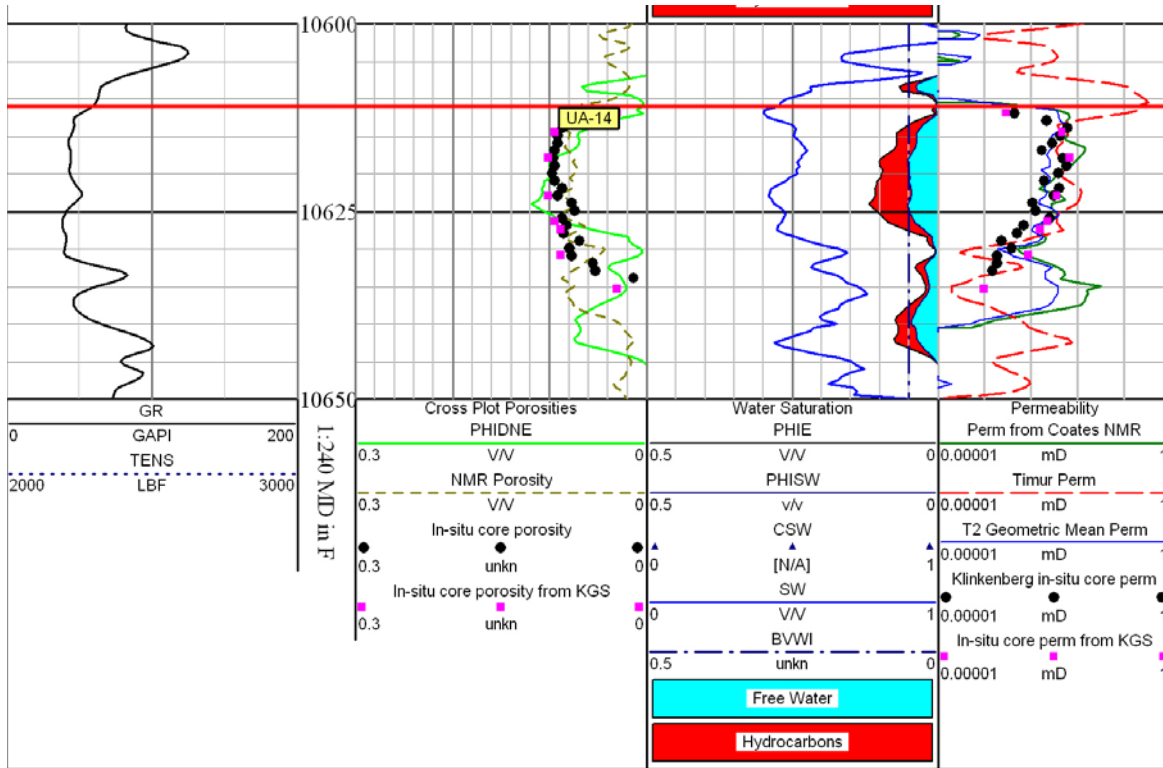 10600
UA-14
10625
10650
GR
0 GAPI 200
TENS
2000 LBF 3000
1:240 MD in F
Cross Plot Porosities
PHIDNE
0.3 V/V 0
NMR Porosity
0.3 V/V 0
In-situ core porosity
0.3 unkn 0
In-situ core porosity from KGS
0.3 unkn 0
Water Saturation
PHIE
0.5 V/V 0
PHISW
0.5 v/v 0
CSW
0 [N/A] 1
SW
0 V/V 1
BVWI
0.5 unkn 0
Free Water
Hydrocarbons
Permeability
Perm from Coates NMR
0.00001 mD 1
Timur Perm
0.00001 mD 1
T2 Geometric Mean Perm
0.00001 mD 1
Klinkenberg in-situ core perm
0.00001 mD 1
In-situ core perm from KGS
0.00001 mD 1